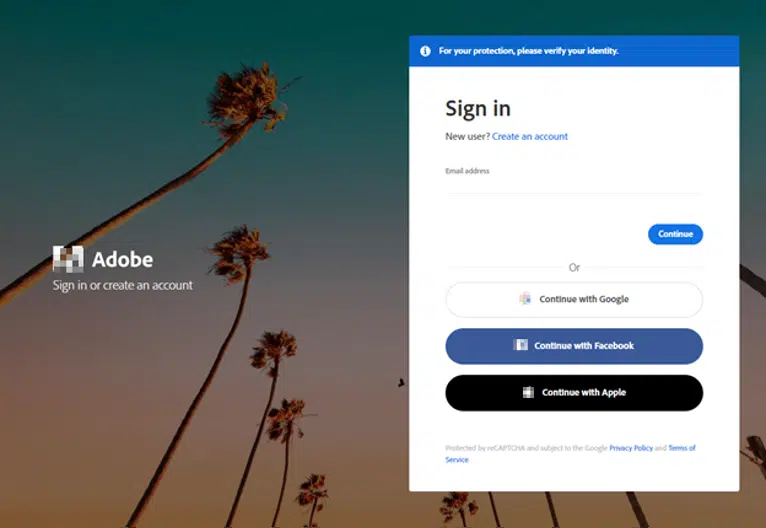 For your protection, please verify your identity.
Sign in
New user? Create an account
Email address
Continue
Or
Continue with Google
Continue with Facebook
Continue with Apple
Protected by reCAPTCHA and subject to the Google Privacy Policy and Terms of
Service
Adobe
Sign in or create an account